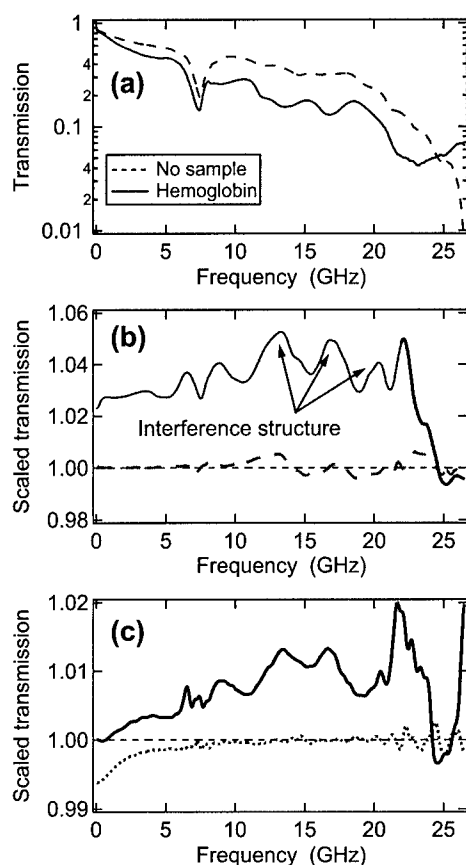 1
4
2
0.1
4
2
0.01
Transmission
(a)
No sample
Hemoglobin
0 5 10 15 20 25
Frequency (GHz)
1.06
1.04
1.02
1.00
0.98
Scaled transmission
(b)
Interference structure
0 5 10 15 20 25
Frequency (GHz)
1.02
1.01
1.00
0.99
Scaled transmission
(c)
0 5 10 15 20 25
Frequency (GHz)